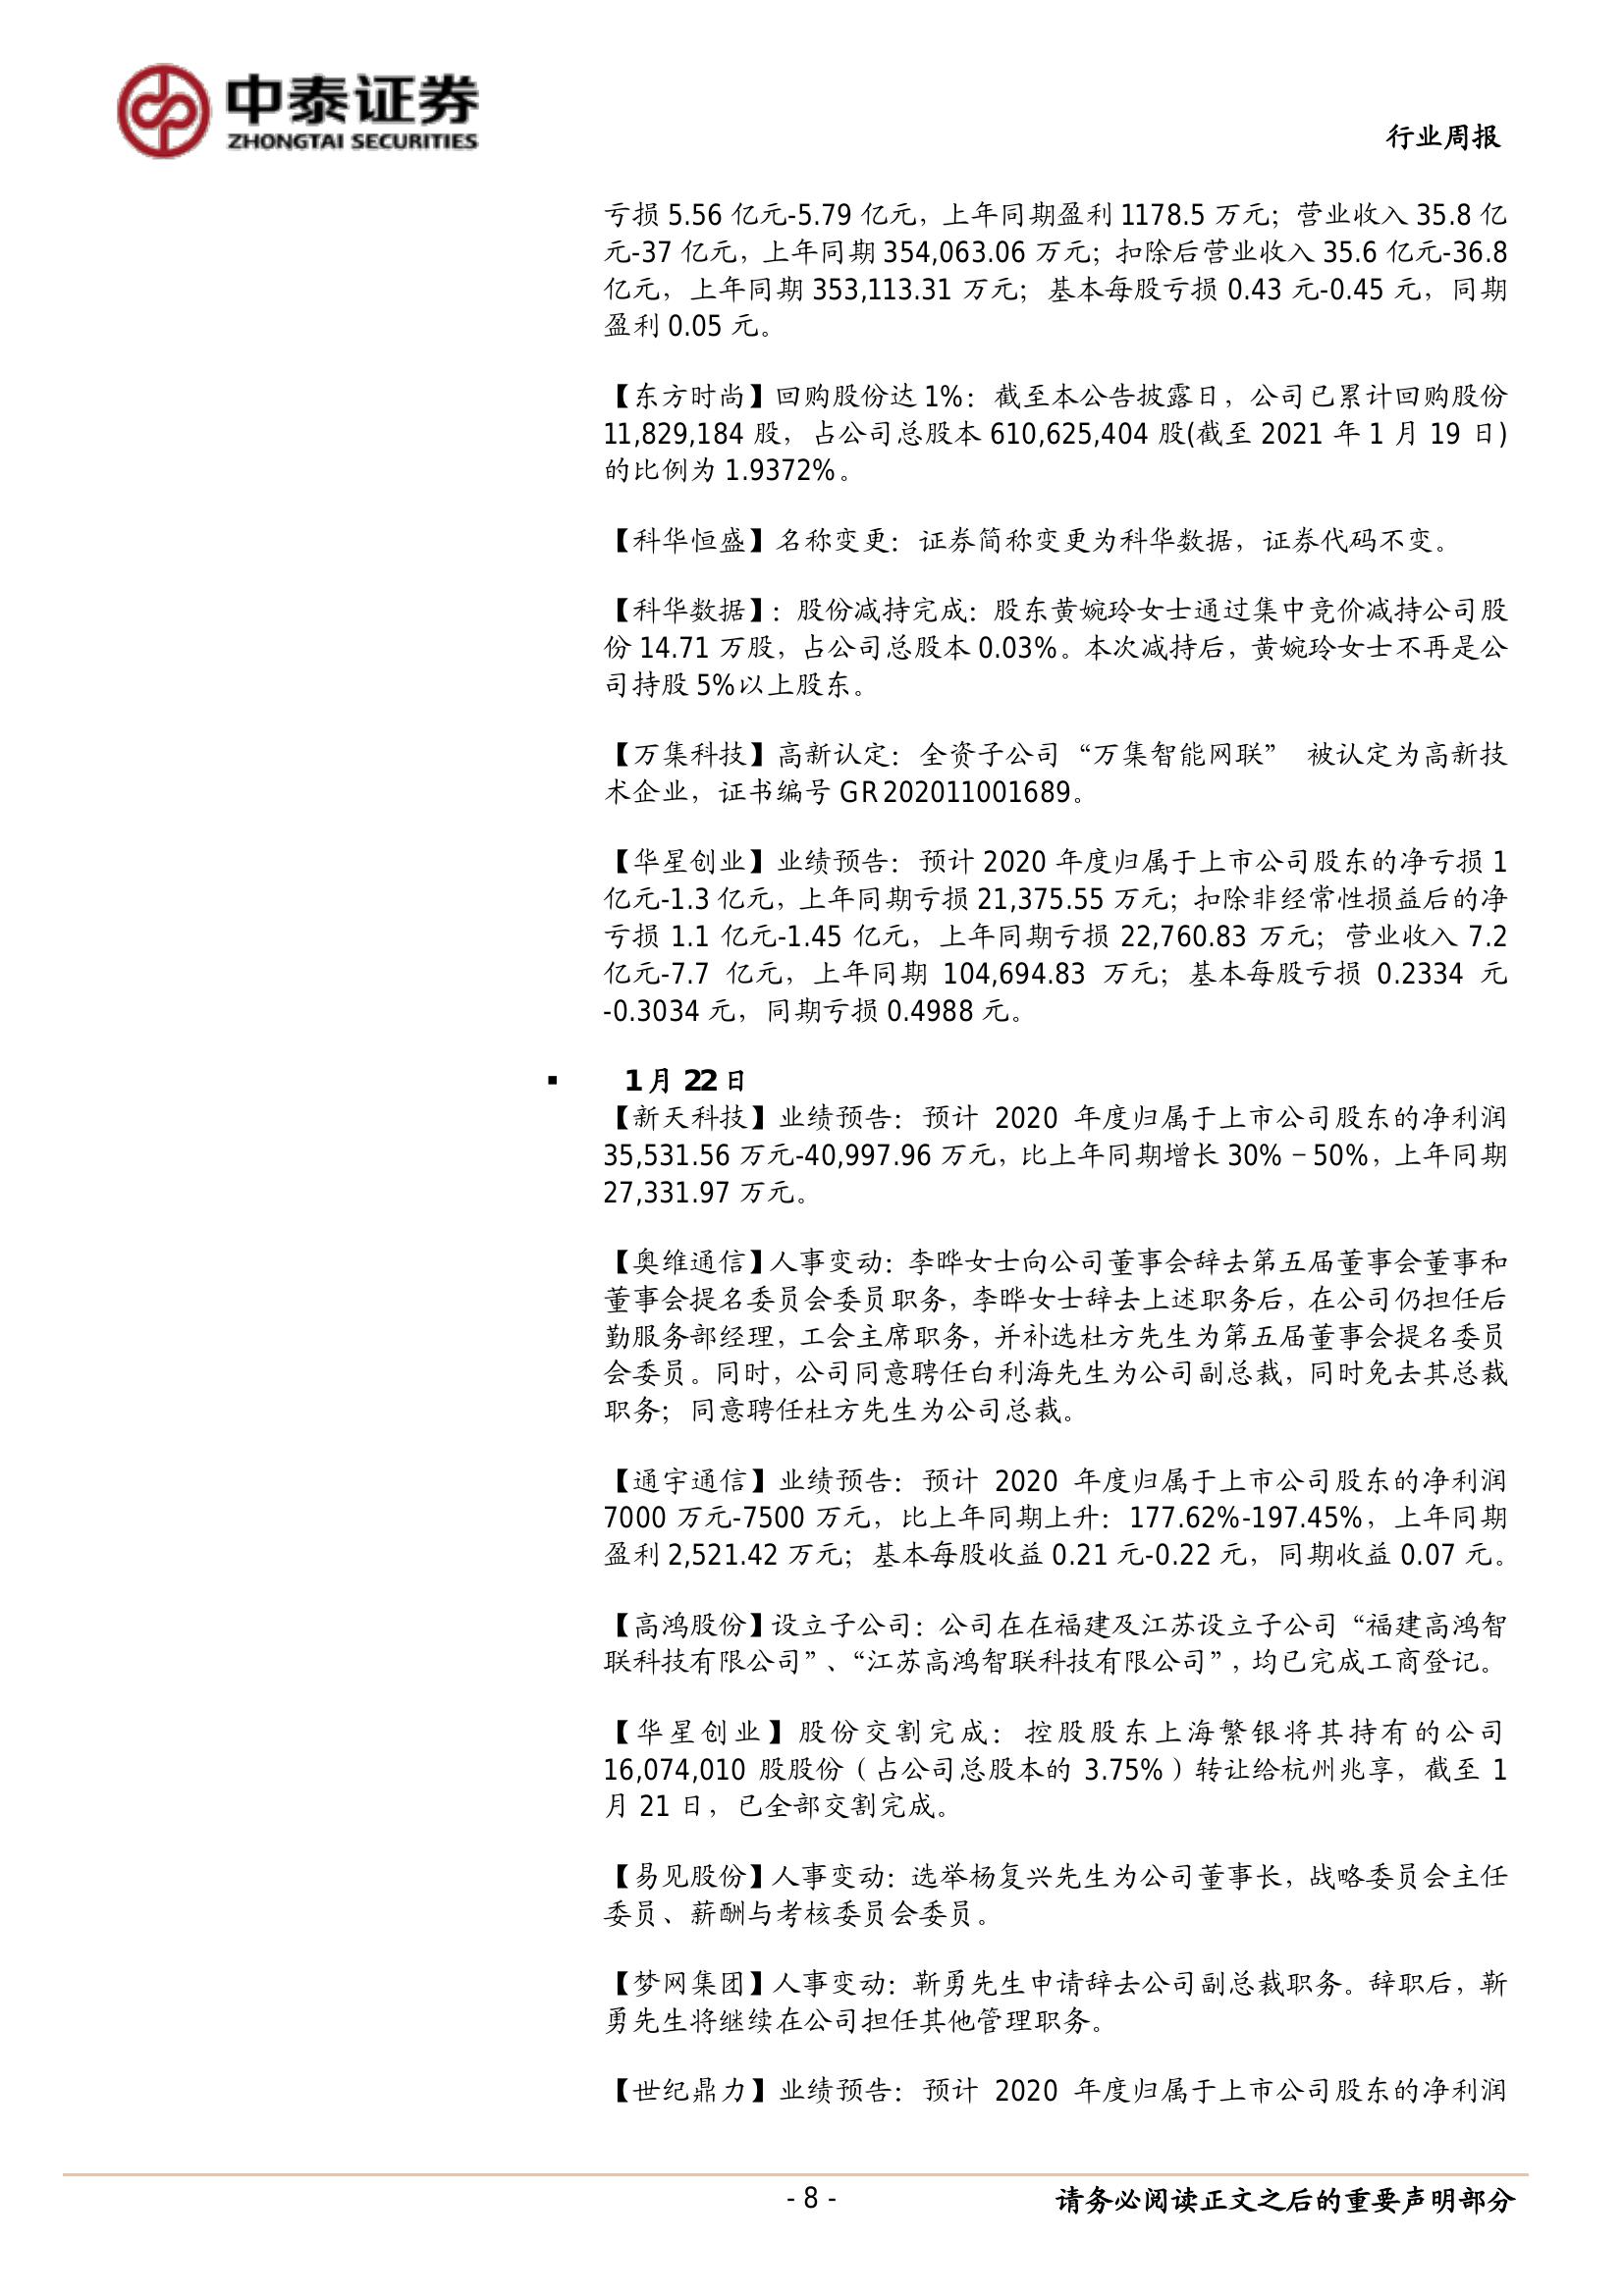 中泰证券
ZHONGTAI SECURITIES
行业周报
亏损 5.56 亿元-5.79 亿元，上年同期盈利 1178.5 万元；营业收入 35.8 亿
元-37 亿元，上年同期 354,063.06 万元；扣除后营业收入 35.6 亿元-36.8
亿元，上年同期 353,113.31 万元；基本每股亏损 0.43 元-0.45 元，同期
盈利 0.05 元。
【东方时尚】回购股份达 1%：截至本公告披露日，公司已累计回购股份
11,829,184 股，占公司总股本 610,625,404 股(截至 2021 年 1 月 19 日)
的比例为 1.9372%。
【科华恒盛】名称变更：证券简称变更为科华数据，证券代码不变。
【科华数据】：股份减持完成：股东黄婉玲女士通过集中竞价减持公司股
份 14.71 万股，占公司总股本 0.03%。本次减持后，黄婉玲女士不再是公
司持股 5%以上股东。
【万集科技】高新认定：全资子公司“万集智能网联” 被认定为高新技
术企业，证书编号 GR202011001689。
【华星创业】业绩预告：预计 2020 年度归属于上市公司股东的净亏损 1
亿元-1.3 亿元，上年同期亏损 21,375.55 万元；扣除非经常性损益后的净
亏损 1.1 亿元-1.45 亿元，上年同期亏损 22,760.83 万元；营业收入 7.2
亿元-7.7 亿元，上年同期 104,694.83 万元；基本每股亏损 0.2334 元
-0.3034 元，同期亏损 0.4988 元。
▪ 1 月 22 日
【新天科技】业绩预告：预计 2020 年度归属于上市公司股东的净利润
35,531.56 万元-40,997.96 万元，比上年同期增长 30%－50%，上年同期
27,331.97 万元。
【奥维通信】人事变动：李晔女士向公司董事会辞去第五届董事会董事和
董事会提名委员会委员职务，李晔女士辞去上述职务后，在公司仍担任后
勤服务部经理，工会主席职务，并补选杜方先生为第五届董事会提名委员
会委员。同时，公司同意聘任白利海先生为公司副总裁，同时免去其总裁
职务；同意聘任杜方先生为公司总裁。
【通宇通信】业绩预告：预计 2020 年度归属于上市公司股东的净利润
7000 万元-7500 万元，比上年同期上升：177.62%-197.45%，上年同期
盈利 2,521.42 万元；基本每股收益 0.21 元-0.22 元，同期收益 0.07 元。
【高鸿股份】设立子公司：公司在在福建及江苏设立子公司“福建高鸿智
联科技有限公司”、“江苏高鸿智联科技有限公司”，均已完成工商登记。
【华星创业】股份交割完成：控股股东上海繁银将其持有的公司
16,074,010 股股份（占公司总股本的 3.75%）转让给杭州兆享，截至 1
月 21 日，已全部交割完成。
【易见股份】人事变动：选举杨复兴先生为公司董事长，战略委员会主任
委员、薪酬与考核委员会委员。
【梦网集团】人事变动：靳勇先生申请辞去公司副总裁职务。辞职后，靳
勇先生将继续在公司担任其他管理职务。
【世纪鼎力】业绩预告：预计 2020 年度归属于上市公司股东的净利润
- 8 -
请务必阅读正文之后的重要声明部分